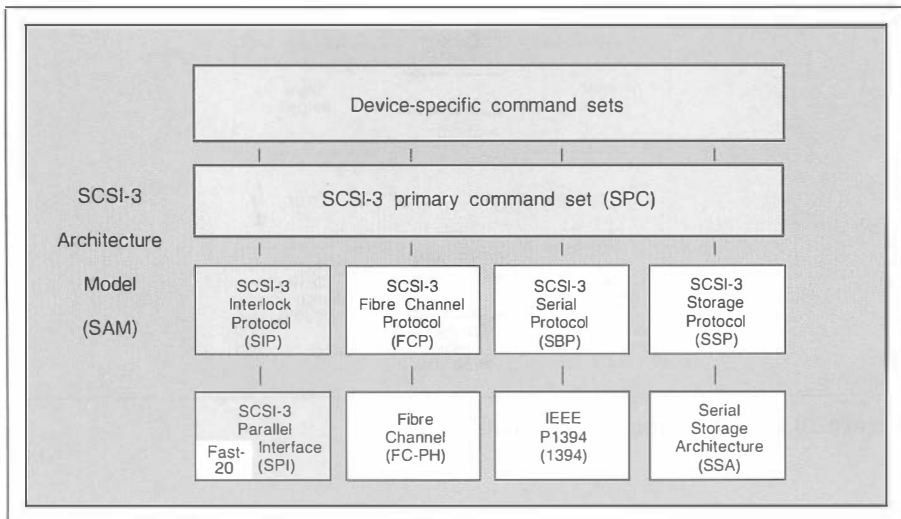 Device-specific command sets
SCSI-3 primary command set (SPC)
SCSI-3
Architecture
Model
(SAM)
SCSI-3
Interlock
Protocol
(SIP)
SCSI-3
Fibre Channel
Protocol
(FCP)
SCSI-3
Serial
Protocol
(SBP)
SCSI-3
Storage
Protocol
(SSP)
SCSI-3
Parallel
Interface
(SPI)
Fast-
20
Fibre
Channel
(FC-PH)
IEEE
P1394
(1394)
Serial
Storage
Architecture
(SSA)